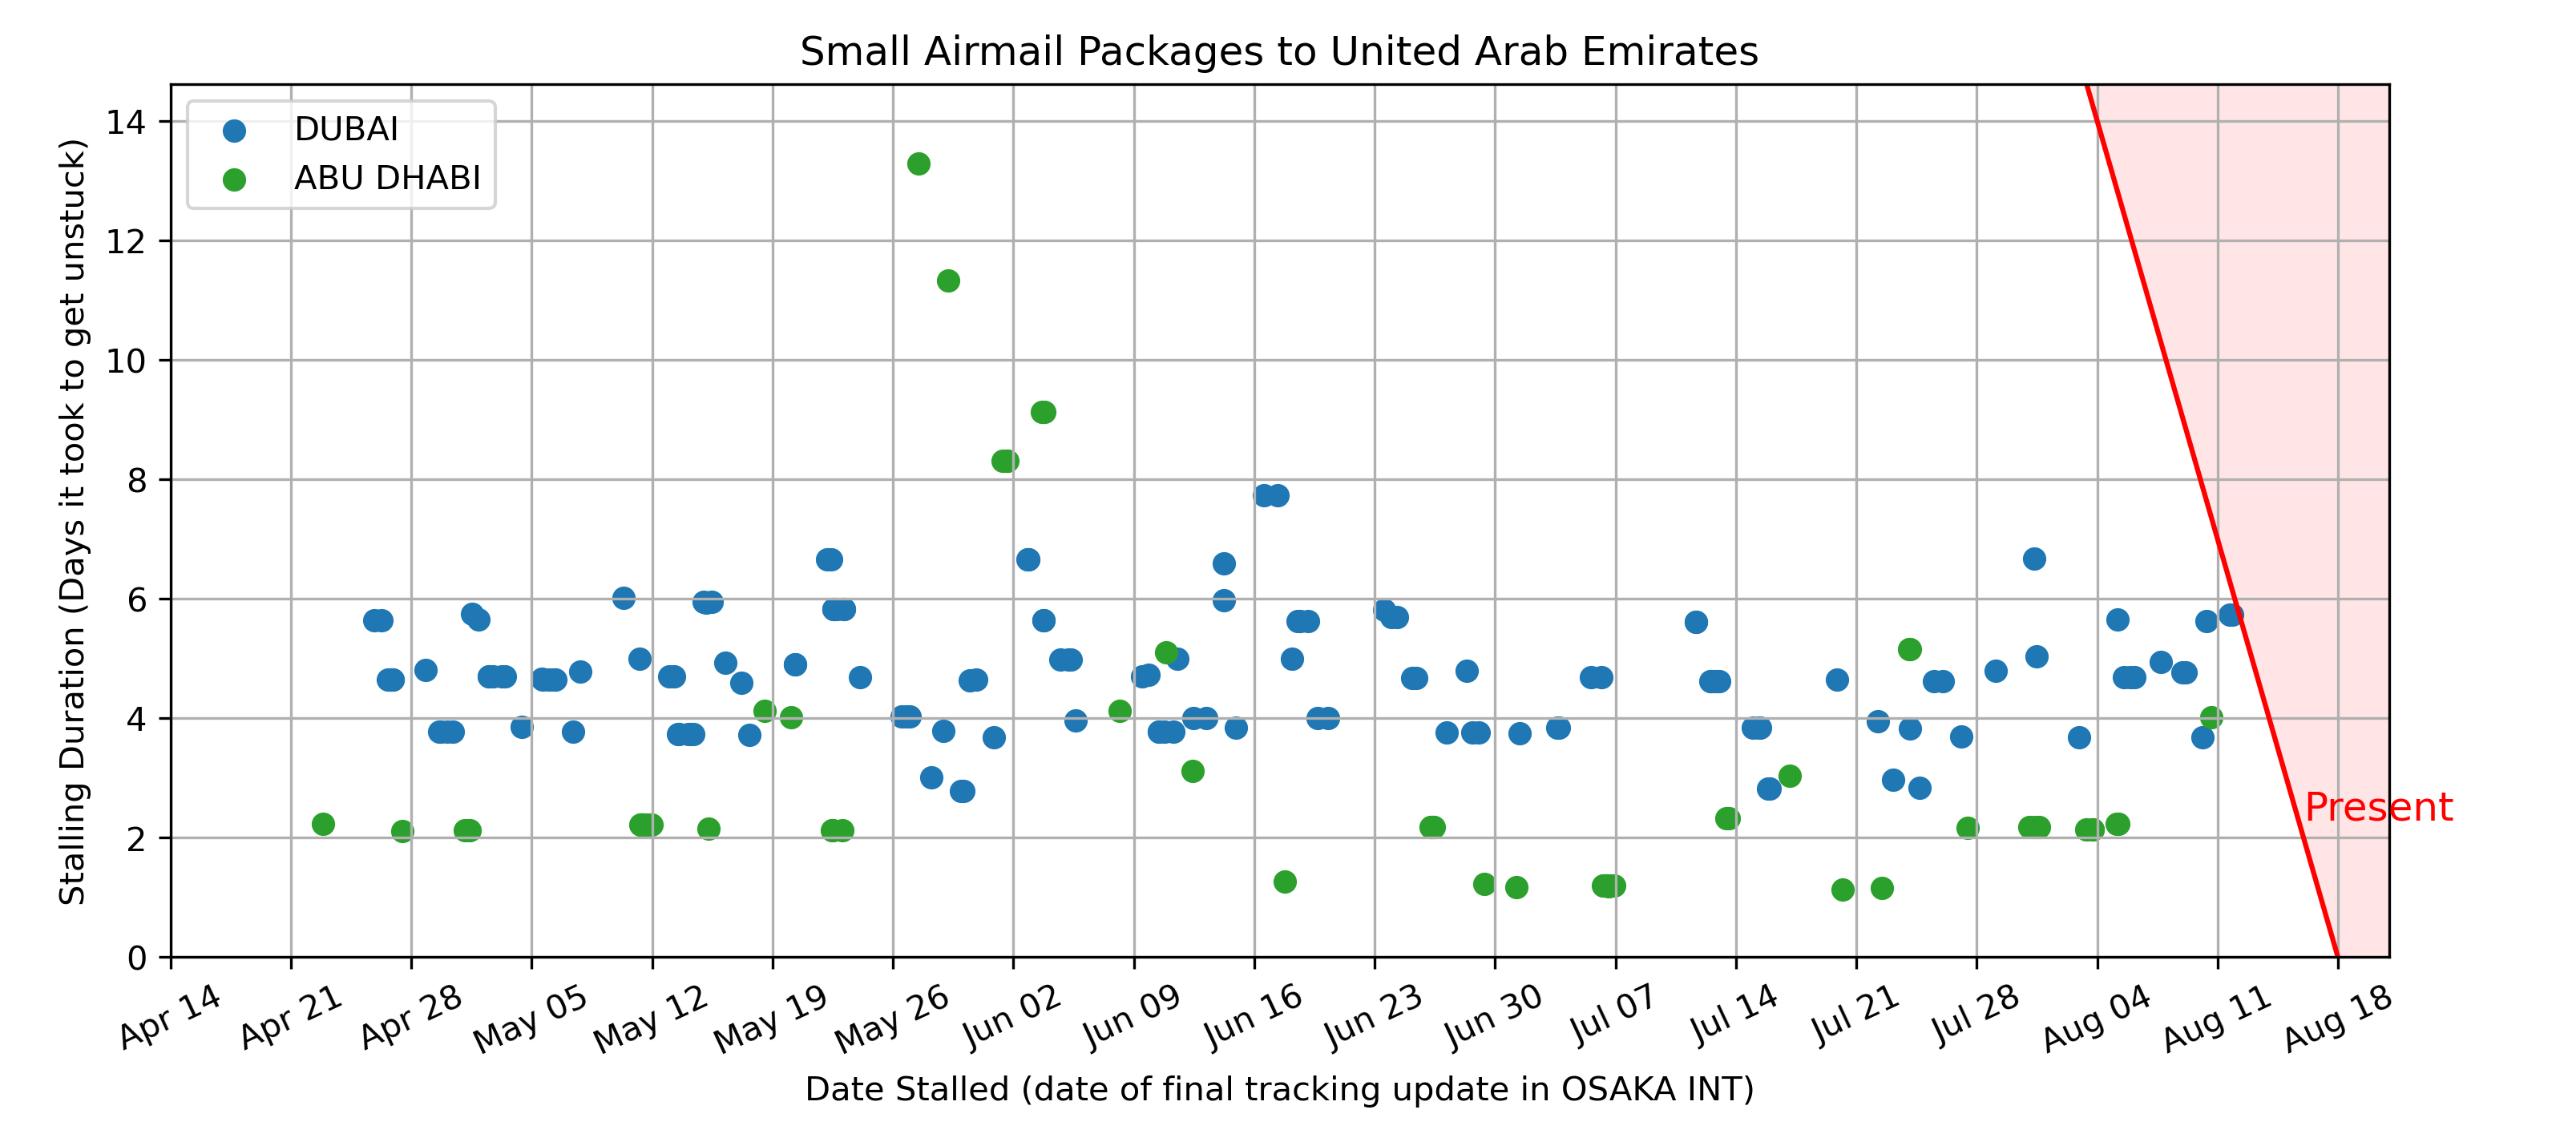 Small Airmail Packages to United Arab Emirates
DUBAI
ABU DHABI
Stalling Duration (Days it took to get unstuck)
14
12
10
8
6
4
2
0
Present
Apr 14
Apr 21
Apr 28
May 05
May 12
May 19
May 26
Jun 02
Jun 09
Jun 16
Jun 23
Jun 30
Jul 07
Jul 14
Jul 21
Jul 28
Aug 04
Aug 11
Aug 18
Date Stalled (date of final tracking update in OSAKA INT)